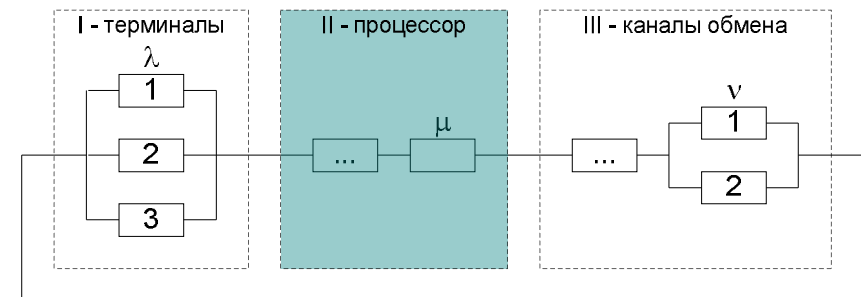 I - терминалы
II - процессор
III - каналы обмена
λ
1
2
3
...
μ
...
ν
1
2